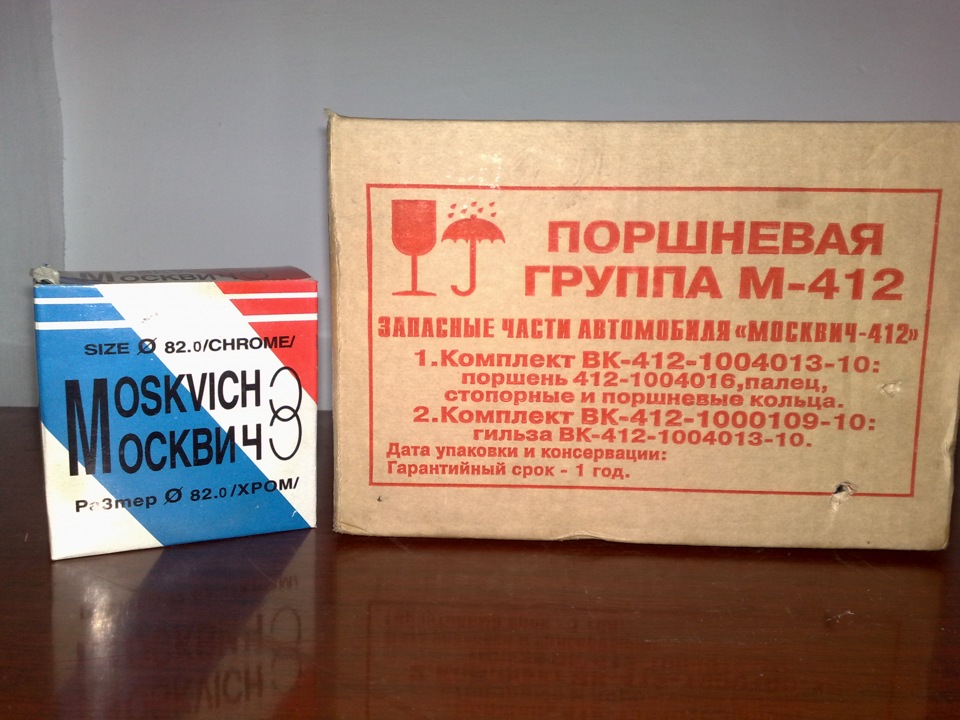 МОСКВИЧ
SIZE Ø 82.0/CHROME/
MOSKVICH
МОСКВИЧ
РаЗmер Ø 82.0/ХРОМ/
ПОРШНЕВАЯ
ГРУППА М-412
ЗАПАСНЫЕ ЧАСТИ АВТОМОБИЛЯ «МОСКВИЧ-412»
1.Комплект ВК-412-1004013-10:
поршень 412-1004016,палец,
стопорные и поршневые кольца.
2.Комплект ВК-412-1000109-10:
гильза ВК-412-1004013-10.
Дата упаковки и консервации:
Гарантийный срок - 1 год.